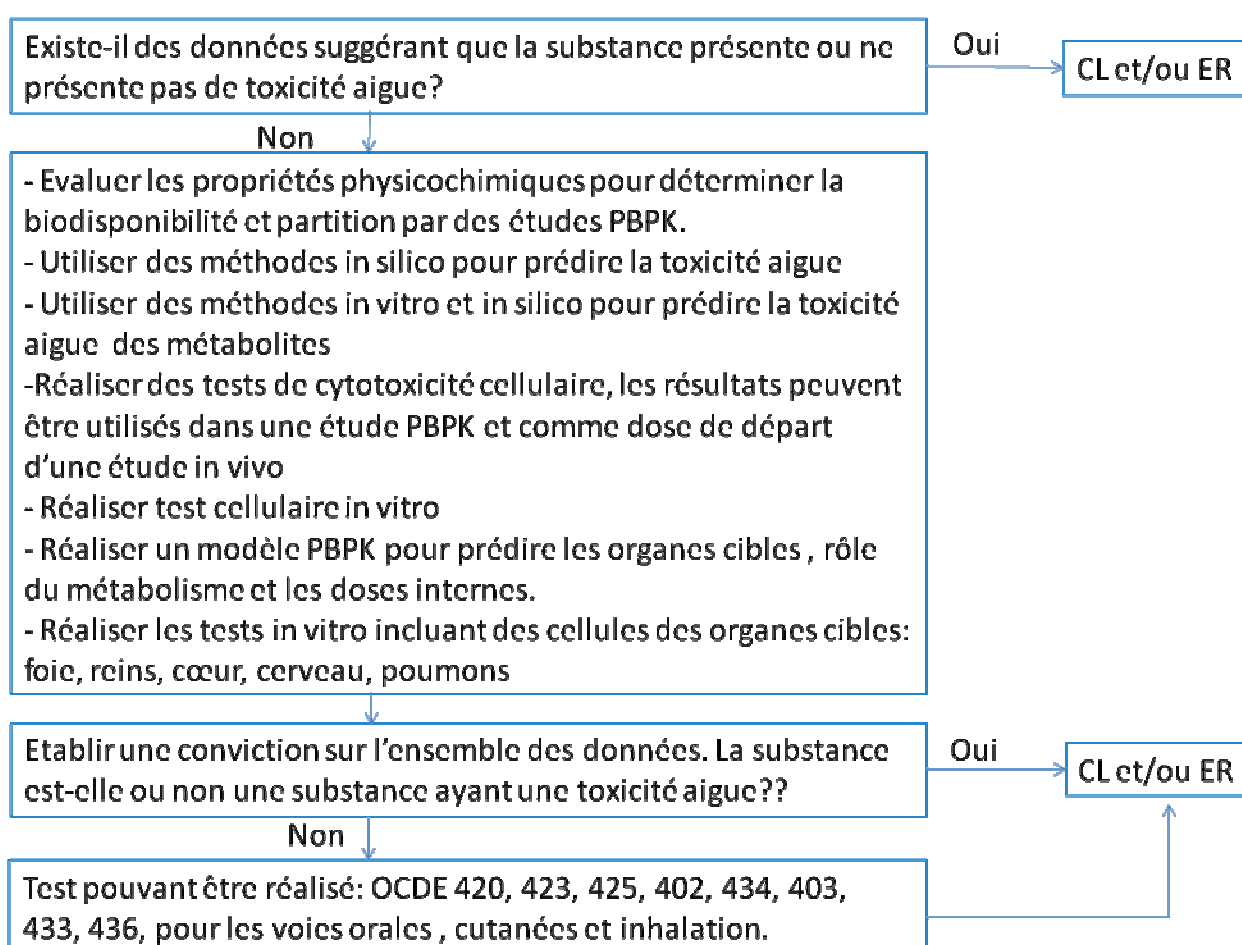 Existe-il des données suggérant que la substance présente ou ne
présente pas de toxicité aigue?
Oui
CL et/ou ER
Non
- Evaluer les propriétés physicochimiques pour déterminer la
biodisponibilité et partition par des études PBPK.
- Utiliser des méthodes in silico pour prédire la toxicité aigue
- Utiliser des méthodes in vitro et in silico pour prédire la toxicité
aigue des métabolites
-Réaliser des tests de cytotoxicité cellulaire, les résultats peuvent
être utilisés dans une étude PBPK et comme dose de départ
d'une étude in vivo
- Réaliser test cellulaire in vitro
- Réaliser un modèle PBPK pour prédire les organes cibles , rôle
du métabolisme et les doses internes.
- Réaliser les tests in vitro incluant des cellules des organes cibles:
foie, reins, cœur, cerveau, poumons
Etablir une conviction sur l'ensemble des données. La substance
est-elle ou non une substance ayant une toxicité aigue??
Oui
CL et/ou ER
Non
Test pouvant être réalisé: OCDE 420, 423, 425, 402, 434, 403,
433, 436, pour les voies orales , cutanées et inhalation.